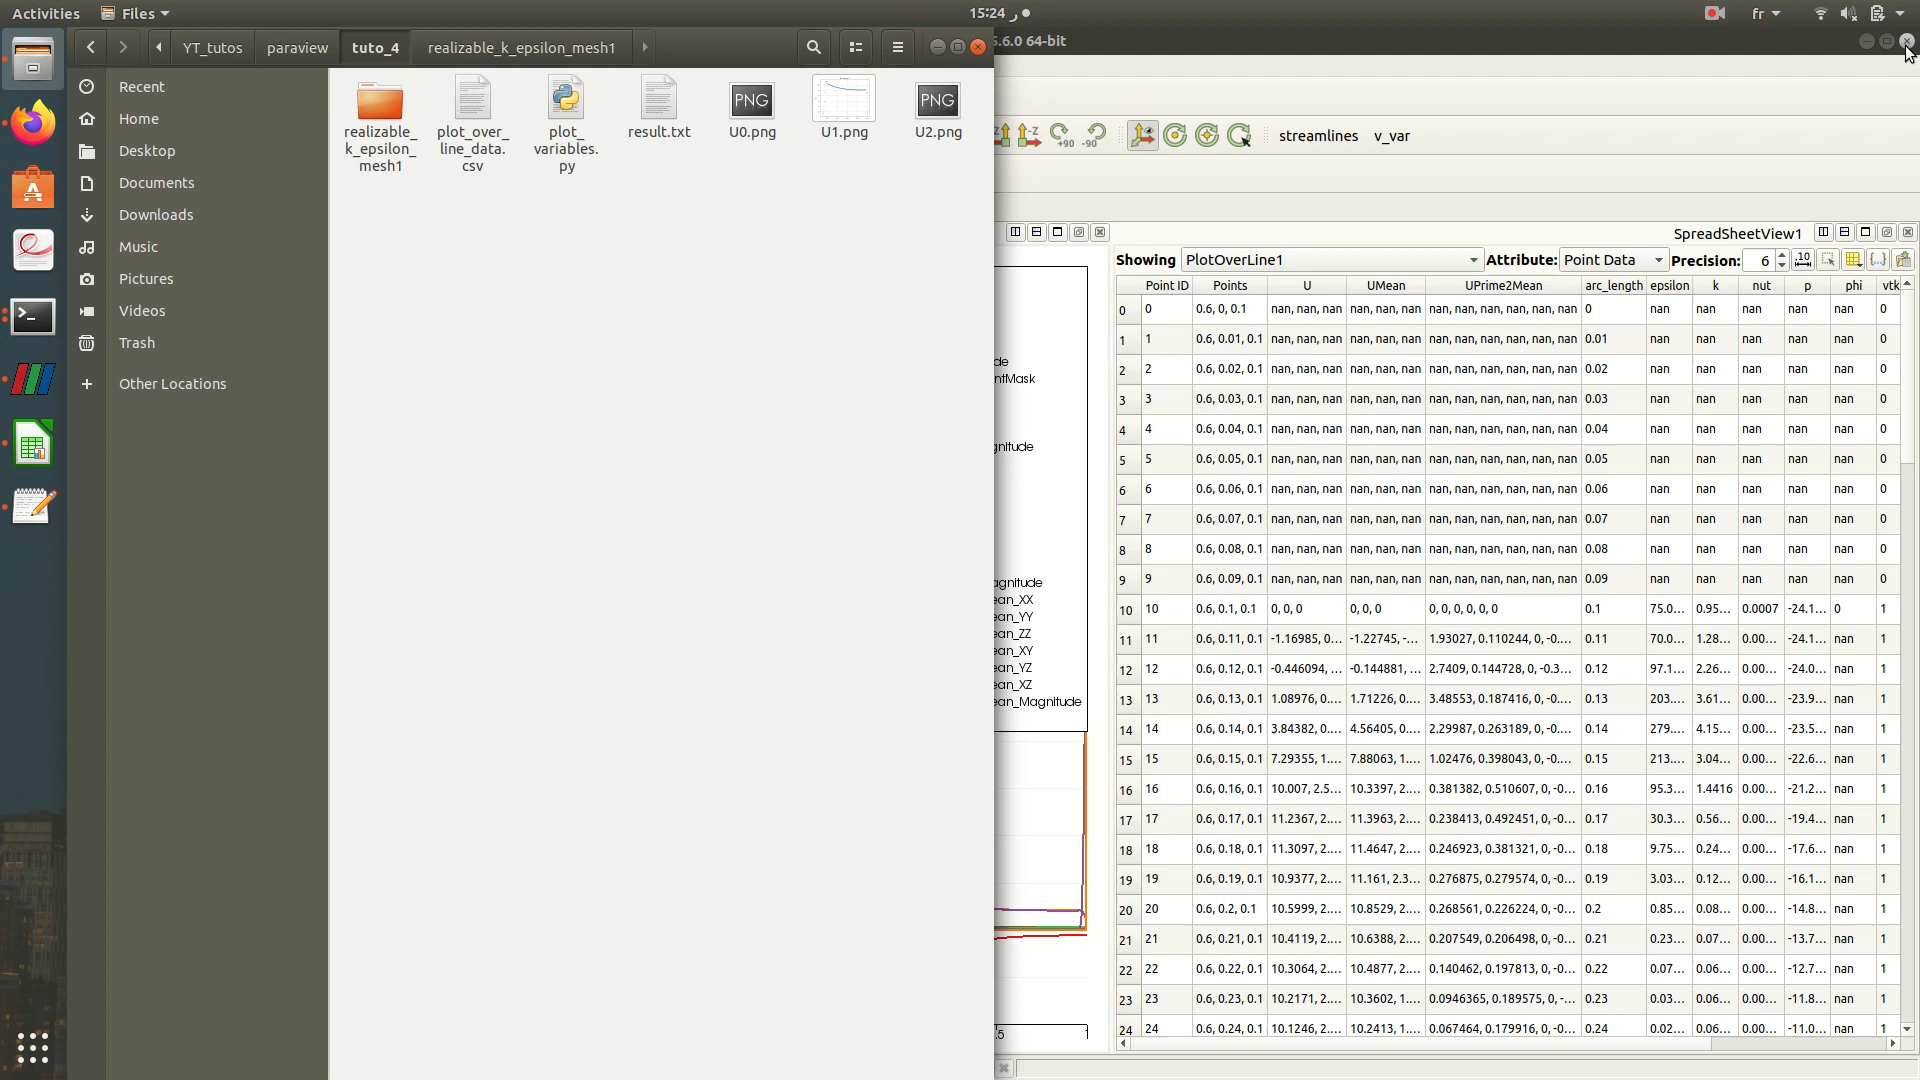 Activities Files 15:24 ر fr
YT_tutos paraview tuto_4 realizable_k_epsilon_mesh1 5.6.0 64-bit
Recent
Home
Desktop
Documents
Downloads
Music
Pictures
Videos
Trash
Other Locations
realizable_
k_epsilon_
mesh1
plot_over_
line_data.
csv
plot_
variables.
py
result.txt
U0.png
U1.png
U2.png
PNG
PNG
-Z +90 -90 streamlines v_var
SpreadSheetView1
Showing PlotOverLine1 Attribute: Point Data Precision: 6
Point ID Points U UMean UPrime2Mean arc_length epsilon k nut p phi vtk
0 0 0.6, 0, 0.1 nan, nan, nan nan, nan, nan nan, nan, nan, nan, nan, nan 0 nan nan nan nan nan 0
1 1 0.6, 0.01, 0.1 nan, nan, nan nan, nan, nan nan, nan, nan, nan, nan, nan 0.01 nan nan nan nan nan 0
2 2 0.6, 0.02, 0.1 nan, nan, nan nan, nan, nan nan, nan, nan, nan, nan, nan 0.02 nan nan nan nan nan 0
3 3 0.6, 0.03, 0.1 nan, nan, nan nan, nan, nan nan, nan, nan, nan, nan, nan 0.03 nan nan nan nan nan 0
4 4 0.6, 0.04, 0.1 nan, nan, nan nan, nan, nan nan, nan, nan, nan, nan, nan 0.04 nan nan nan nan nan 0
5 5 0.6, 0.05, 0.1 nan, nan, nan nan, nan, nan nan, nan, nan, nan, nan, nan 0.05 nan nan nan nan nan 0
6 6 0.6, 0.06, 0.1 nan, nan, nan nan, nan, nan nan, nan, nan, nan, nan, nan 0.06 nan nan nan nan nan 0
7 7 0.6, 0.07, 0.1 nan, nan, nan nan, nan, nan nan, nan, nan, nan, nan, nan 0.07 nan nan nan nan nan 0
8 8 0.6, 0.08, 0.1 nan, nan, nan nan, nan, nan nan, nan, nan, nan, nan, nan 0.08 nan nan nan nan nan 0
9 9 0.6, 0.09, 0.1 nan, nan, nan nan, nan, nan nan, nan, nan, nan, nan, nan 0.09 nan nan nan nan nan 0
10 10 0.6, 0.1, 0.1 0, 0, 0 0, 0, 0 0, 0, 0, 0, 0, 0 0.1 75.0... 0.95... 0.0007 -24.1... 0 1
11 11 0.6, 0.11, 0.1 -1.16985, 0... -1.22745, -... 1.93027, 0.110244, 0, -0.... 0.11 70.0... 1.28... 0.00... -24.1... nan 1
12 12 0.6, 0.12, 0.1 -0.446094, ... -0.144881, ... 2.7409, 0.144728, 0, -0.3... 0.12 97.1... 2.26... 0.00... -24.0... nan 1
13 13 0.6, 0.13, 0.1 1.08976, 0.... 1.71226, 0.... 3.48553, 0.187416, 0, -0.... 0.13 203.... 3.61... 0.00... -23.9... nan 1
14 14 0.6, 0.14, 0.1 3.84382, 0.... 4.56405, 0.... 2.29987, 0.263189, 0, -0.... 0.14 279.... 4.15... 0.00... -23.5... nan 1
15 15 0.6, 0.15, 0.1 7.29355, 1.... 7.88063, 1.... 1.02476, 0.398043, 0, -0.... 0.15 213.... 3.04... 0.00... -22.6... nan 1
16 16 0.6, 0.16, 0.1 10.007, 2.5... 10.3397, 2.... 0.381382, 0.510607, 0, -0... 0.16 95.3... 1.4416 0.00... -21.2... nan 1
17 17 0.6, 0.17, 0.1 11.2367, 2.... 11.3963, 2.... 0.238413, 0.492451, 0, -0... 0.17 30.3... 0.56... 0.00... -19.4... nan 1
18 18 0.6, 0.18, 0.1 11.3097, 2.... 11.4647, 2.... 0.246923, 0.381321, 0, -0... 0.18 9.75... 0.24... 0.00... -17.6... nan 1
19 19 0.6, 0.19, 0.1 10.9377, 2.... 11.161, 2.3... 0.276875, 0.279574, 0, -0... 0.19 3.03... 0.12... 0.00... -16.1... nan 1
20 20 0.6, 0.2, 0.1 10.5999, 2.... 10.8529, 2.... 0.268561, 0.226224, 0, -0... 0.2 0.85... 0.08... 0.00... -14.8... nan 1
21 21 0.6, 0.21, 0.1 10.4119, 2.... 10.6388, 2.... 0.207549, 0.206498, 0, -0... 0.21 0.23... 0.07... 0.00... -13.7... nan 1
22 22 0.6, 0.22, 0.1 10.3064, 2.... 10.4877, 2.... 0.140462, 0.197813, 0, -0... 0.22 0.07... 0.06... 0.00... -12.7... nan 1
23 23 0.6, 0.23, 0.1 10.2171, 2.... 10.3602, 1.... 0.0946365, 0.189575, 0, -... 0.23 0.03... 0.06... 0.00... -11.8... nan 1
24 24 0.6, 0.24, 0.1 10.1246, 2.... 10.2413, 1.... 0.067464, 0.179916, 0, -0... 0.24 0.02... 0.06... 0.00... -11.0... nan 1
de
ntMask
gnitude
agnitude
ean_XX
ean_YY
ean_ZZ
ean_XY
ean_YZ
ean_XZ
ean_Magnitude
.5 1